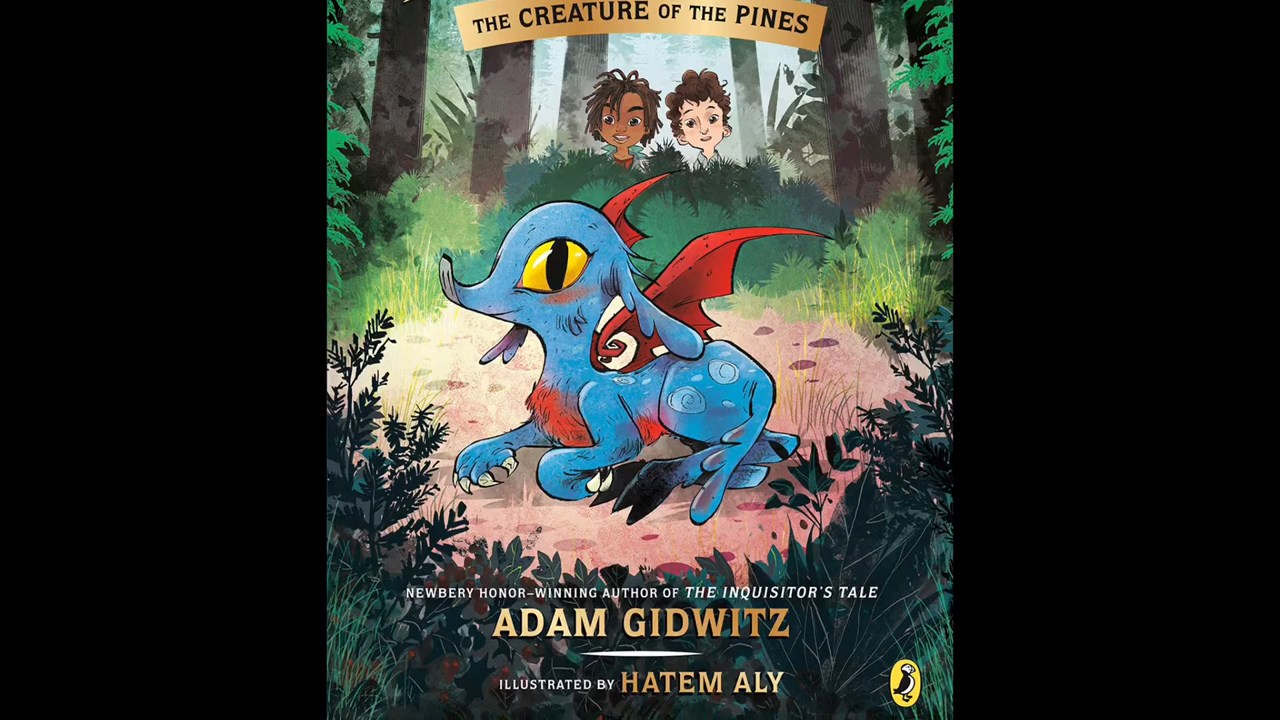 THE CREATURE OF THE PINES
NEWBERY HONOR–WINNING AUTHOR OF THE INQUISITOR'S TALE
ADAM GIDWITZ
ILLUSTRATED BY HATEM ALY